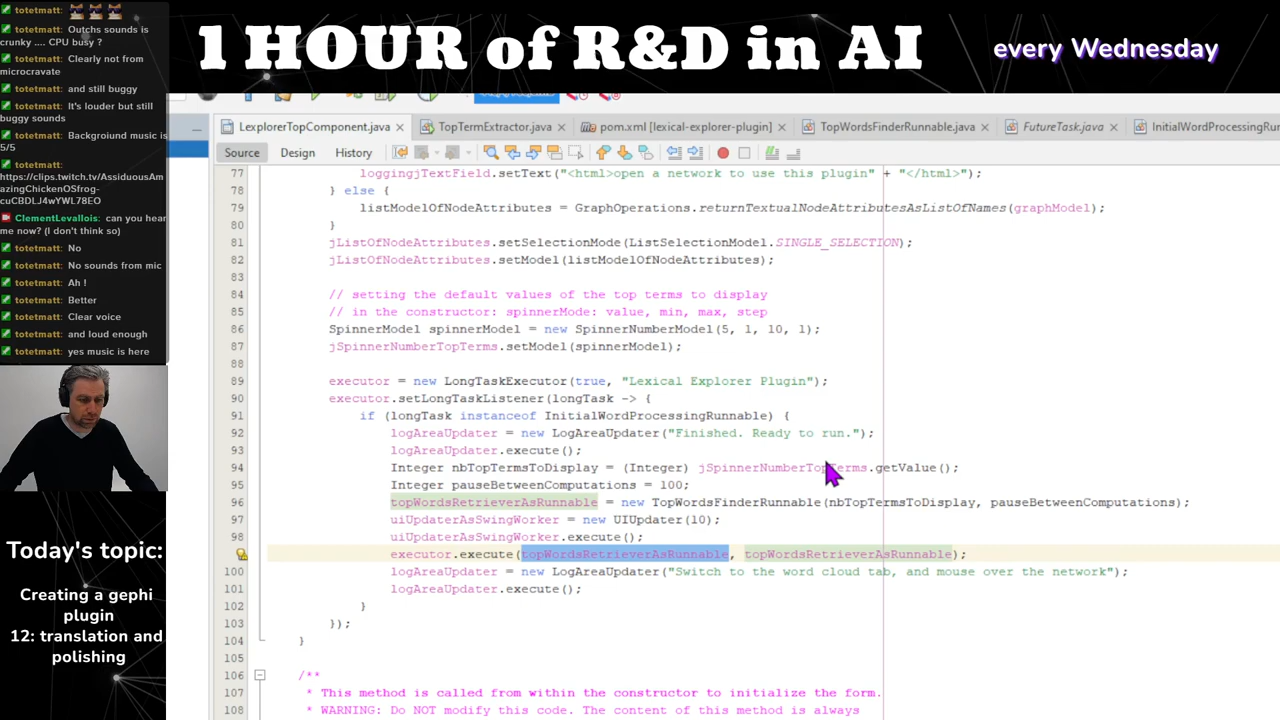 totetmatt:
totetmatt: Outchs sounds is
crunky .... CPU busy ?
totetmatt: Clearly not from
microcravate
totetmatt: and still buggy
totetmatt: It's louder but still
buggy sounds
totetmatt: Backgroiund music is
5/5
totetmatt:
https://clips.twitch.tv/AssiduousAm
azingChickenOSfrog-
cuCBDLJ4wYWL78EO
ClementLevallois: can you hear
me now? (I don't think so)
totetmatt: No
totetmatt: No sounds from mic
totetmatt: Ah !
totetmatt: Better
totetmatt: Clear voice
totetmatt: and loud enough
totetmatt: yes music is here
1 HOUR of R&D in AI
every Wednesday
LexplorerTopComponent.java
TopTermExtractor.java
pom.xml [lexical-explorer-plugin]
TopWordsFinderRunnable.java
FutureTask.java
InitialWordProcessingRun
Source
Design
History
77 loggingjTextField.setText("<html>open a network to use this plugin" + "</html>");
78 } else {
79 listModelOfNodeAttributes = GraphOperations.returnTextualNodeAttributesAsListOfNames(graphModel);
80 }
81 jListOfNodeAttributes.setSelectionMode(ListSelectionModel.SINGLE_SELECTION);
82 jListOfNodeAttributes.setModel(listModelOfNodeAttributes);
83
84 // setting the default values of the top terms to display
85 // in the constructor: spinnerMode: value, min, max, step
86 SpinnerModel spinnerModel = new SpinnerNumberModel(5, 1, 10, 1);
87 jSpinnerNumberTopTerms.setModel(spinnerModel);
88
89 executor = new LongTaskExecutor(true, "Lexical Explorer Plugin");
90 executor.setLongTaskListener(longTask -> {
91 if (longTask instanceof InitialWordProcessingRunnable) {
92 logAreaUpdater = new LogAreaUpdater("Finished. Ready to run.");
93 logAreaUpdater.execute();
94 Integer nbTopTermsToDisplay = (Integer) jSpinnerNumberTopTerms.getValue();
95 Integer pauseBetweenComputations = 100;
96 topWordsRetrieverAsRunnable = new TopWordsFinderRunnable(nbTopTermsToDisplay, pauseBetweenComputations);
97 uiUpdaterAsSwingWorker = new UIUpdater(10);
98 uiUpdaterAsSwingWorker.execute();
executor.execute(topWordsRetrieverAsRunnable, topWordsRetrieverAsRunnable);
100 logAreaUpdater = new LogAreaUpdater("Switch to the word cloud tab, and mouse over the network");
101 logAreaUpdater.execute();
102 }
103 });
104 }
105
106 /**
107 * This method is called from within the constructor to initialize the form.
108 * WARNING: Do NOT modify this code. The content of this method is always
Today's topic:
Creating a gephi
plugin
12: translation and
polishing